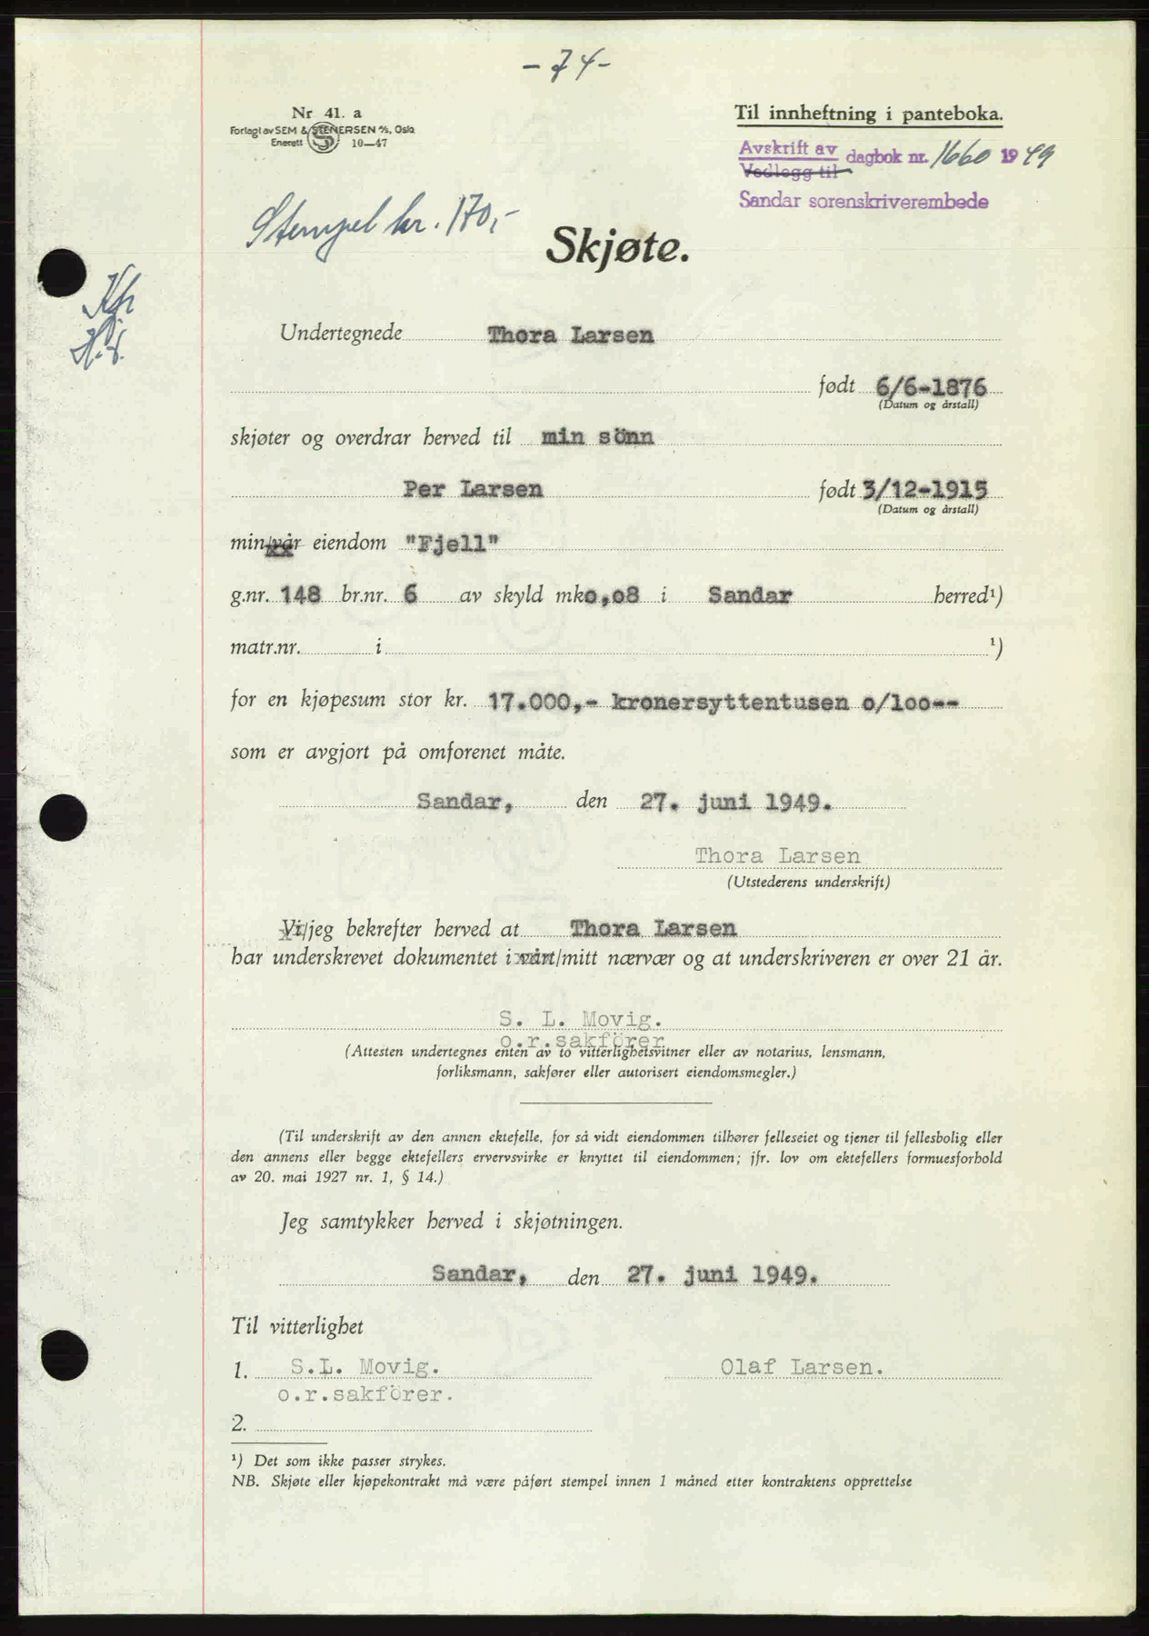 - 74 -
Nr 41. a
Forlagt av SEM & STENERSEN A/S, Oslo
Enerett 10—47
Til innheftning i panteboka.
Avskrift av
Vedlegg til
dagbok nr. 1660 1949
Sandar sorenskriverembede
Stempel kr. 170,-
Skjøte.
Undertegnede Thora Larsen
født 6/6-1876
(Datum og årstall)
skjøter og overdrar herved til min sönn
Per Larsen født 3/12-1915
(Datum og årstall)
min/vår eiendom "Fjell"
g.nr. 148 br.nr. 6 av skyld mk o,o8 i Sandar herred¹)
matr.nr. i ¹)
for en kjøpesum stor kr. 17.000,- kronersyttentusen o/loo--
som er avgjort på omforenet måte.
Sandar, den 27. juni 1949.
Thora Larsen
(Utstederens underskrift)
Vi/jeg bekrefter herved at Thora Larsen
har underskrevet dokumentet i vårt/mitt nærvær og at underskriveren er over 21 år.
S. L. Movig.
o.r.sakförer
(Attesten undertegnes enten av to vitterlighetsvitner eller av notarius, lensmann,
forliksmann, sakfører eller autorisert eiendomsmegler.)
(Til underskrift av den annen ektefelle, for så vidt eiendommen tilhører felleseiet og tjener til fellesbolig eller
den annens eller begge ektefellers ervervsvirke er knyttet til eiendommen; jfr. lov om ektefellers formuesforhold
av 20. mai 1927 nr. 1, § 14.)
Jeg samtykker herved i skjøtningen.
Sandar, den 27. juni 1949.
Til vitterlighet
1. S.L. Movig. Olaf Larsen.
o.r.sakförer.
2.
¹) Det som ikke passer strykes.
NB. Skjøte eller kjøpekontrakt må være påført stempel innen 1 måned etter kontraktens opprettelse